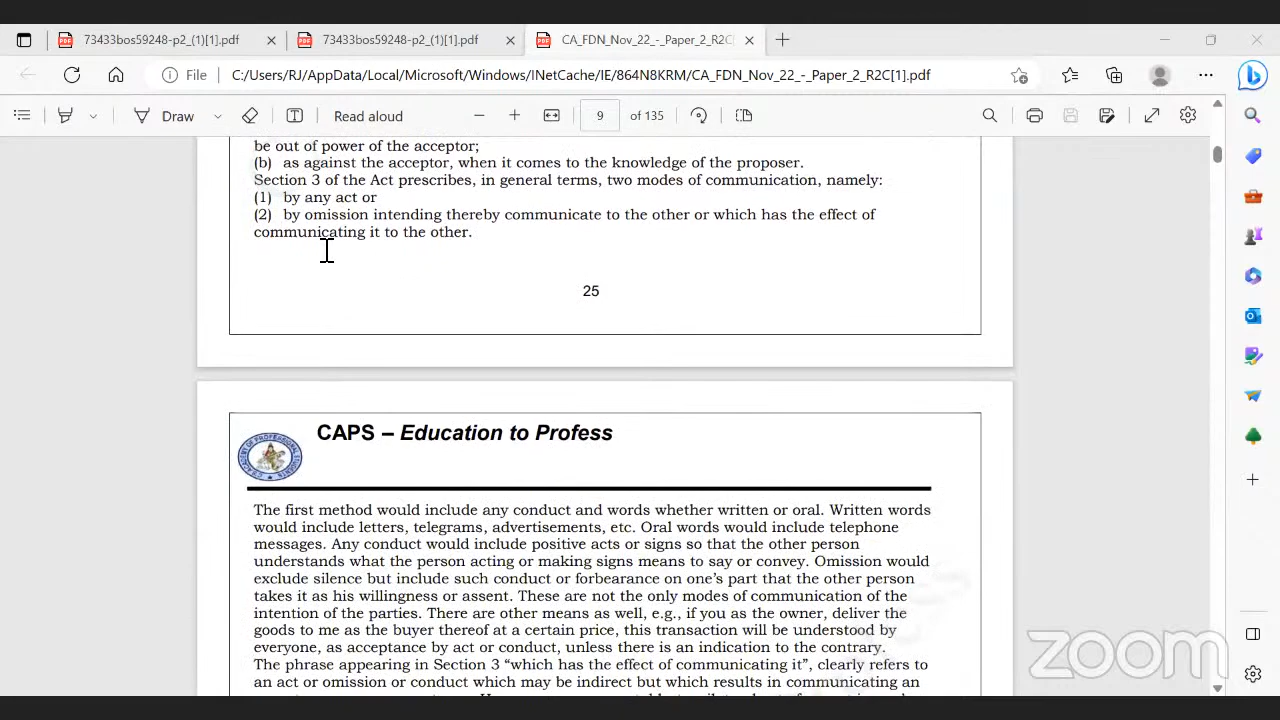 73433bos59248-p2_(1)[1].pdf
73433bos59248-p2_(1)[1].pdf
CA_FDN_Nov_22_-_Paper_2_R2C
File
C:/Users/RJ/AppData/Local/Microsoft/Windows/INetCache/IE/864N8KRM/CA_FDN_Nov_22_-_Paper_2_R2C[1].pdf
Draw
Read aloud
9
of 135
be out of power of the acceptor;
(b) as against the acceptor, when it comes to the knowledge of the proposer.
Section 3 of the Act prescribes, in general terms, two modes of communication, namely:
(1) by any act or
(2) by omission intending thereby communicate to the other or which has the effect of
communicating it to the other.
25
CAPS – Education to Profess
The first method would include any conduct and words whether written or oral. Written words
would include letters, telegrams, advertisements, etc. Oral words would include telephone
messages. Any conduct would include positive acts or signs so that the other person
understands what the person acting or making signs means to say or convey. Omission would
exclude silence but include such conduct or forbearance on one's part that the other person
takes it as his willingness or assent. These are not the only modes of communication of the
intention of the parties. There are other means as well, e.g., if you as the owner, deliver the
goods to me as the buyer thereof at a certain price, this transaction will be understood by
everyone, as acceptance by act or conduct, unless there is an indication to the contrary.
The phrase appearing in Section 3 “which has the effect of communicating it”, clearly refers to
an act or omission or conduct which may be indirect but which results in communicating an
zoom